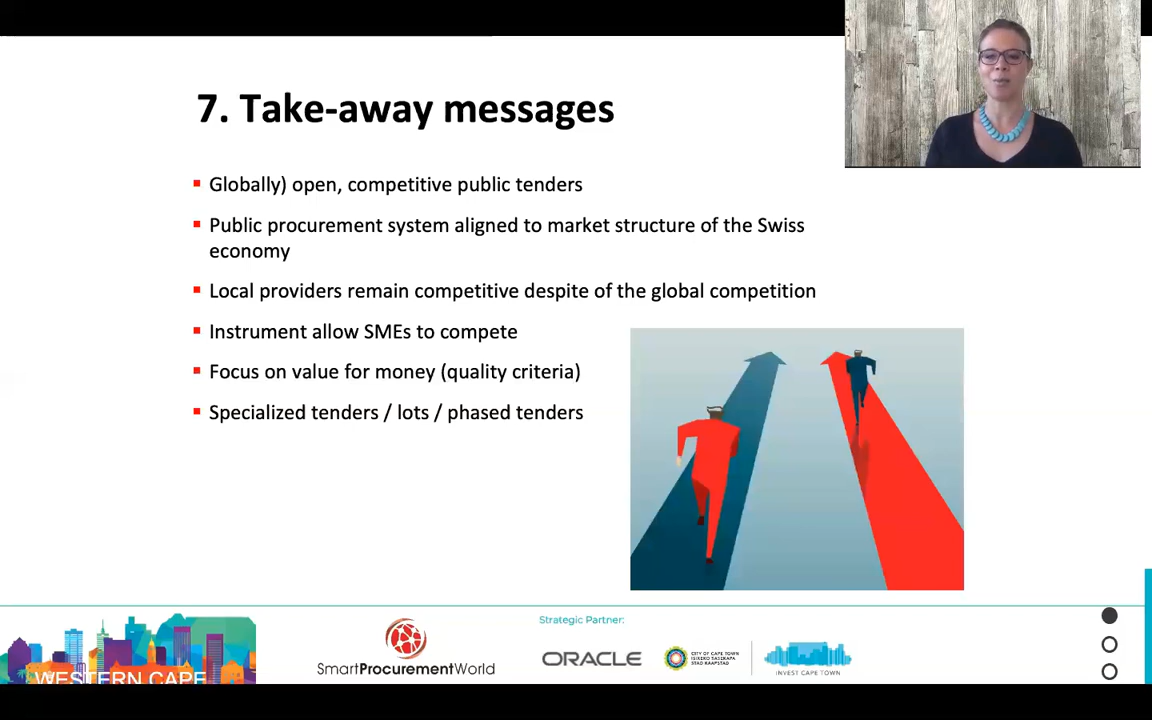 7. Take-away messages
Globally) open, competitive public tenders
Public procurement system aligned to market structure of the Swiss
economy
Local providers remain competitive despite of the global competition
Instrument allow SMEs to compete
Focus on value for money (quality criteria)
Specialized tenders / lots / phased tenders
Strategic Partner:
WESTERN CAPE
SmartProcurementWorld
ORACLE
CITY OF CAPE TOWN
ISIXEKO SASEKAPA
STAD KAAPSTAD
INVEST CAPE TOWN